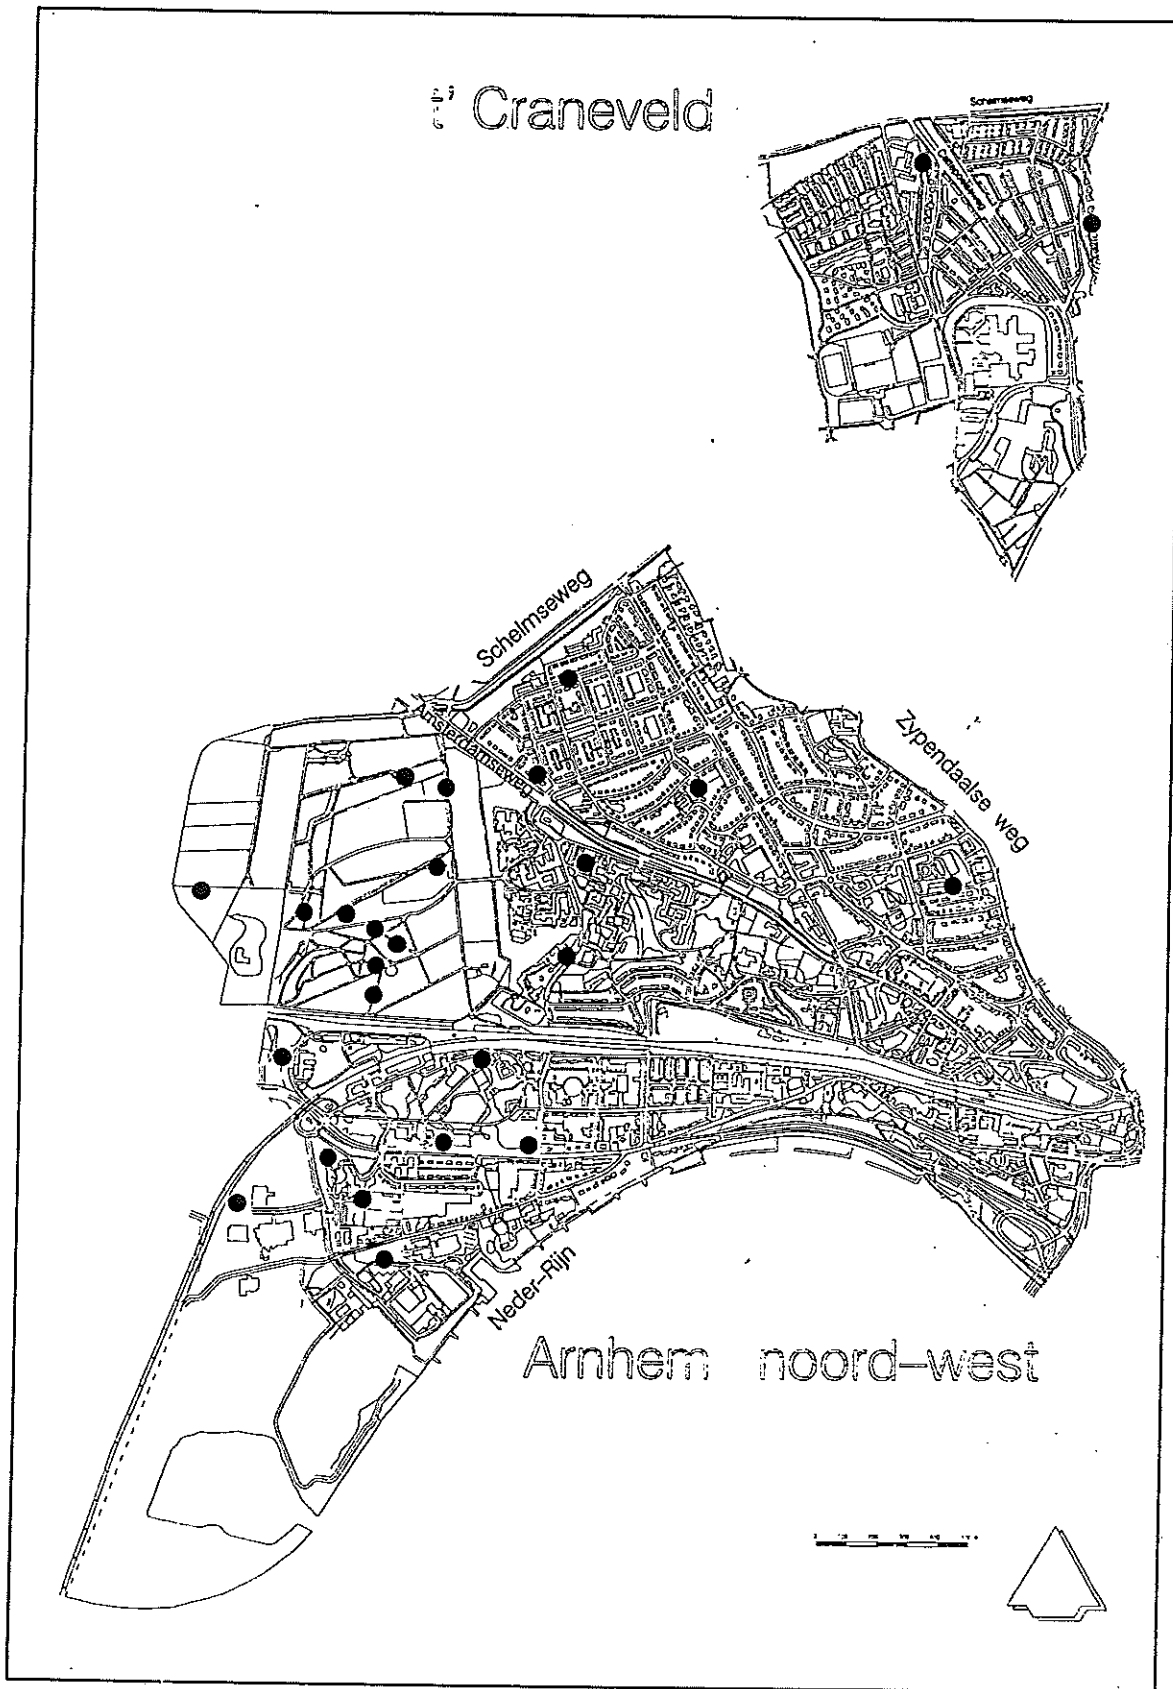 t' Craneveld
Schelmseweg
Schelmseweg
Amsterdamseweg
Zypendaalse weg
Neder-Rijn
Arnhem noord-west